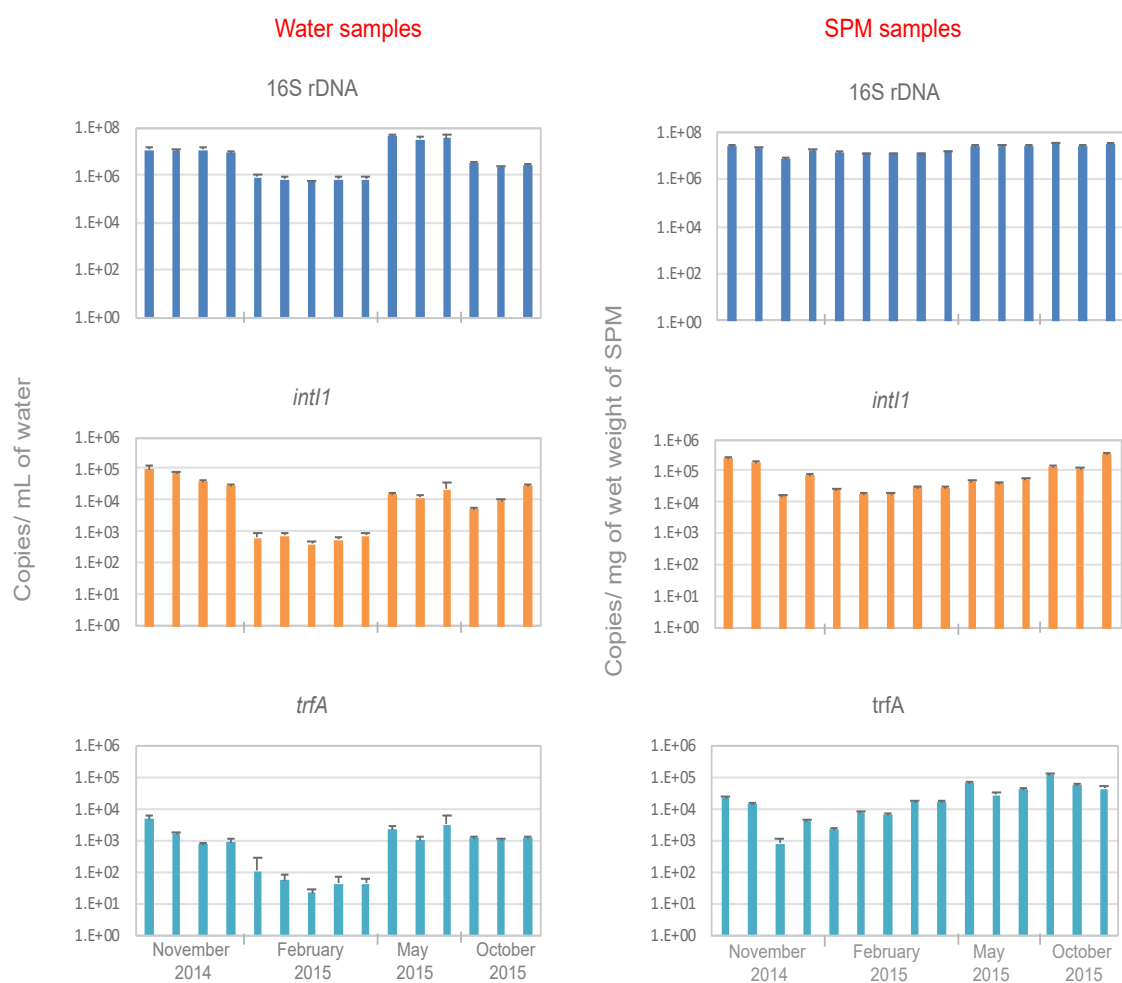 Water samples
SPM samples
16S rDNA
16S rDNA
1.E+08
1.E+06
1.E+04
1.E+02
1.E+00
1.E+08
1.E+06
1.E+04
1.E+02
1.E+00
Copies/ mL of water
Copies/ mg of wet weight of SPM
intI1
intI1
1.E+06
1.E+05
1.E+04
1.E+03
1.E+02
1.E+01
1.E+00
1.E+06
1.E+05
1.E+04
1.E+03
1.E+02
1.E+01
1.E+00
trfA
trfA
1.E+06
1.E+05
1.E+04
1.E+03
1.E+02
1.E+01
1.E+00
1.E+06
1.E+05
1.E+04
1.E+03
1.E+02
1.E+01
1.E+00
November
2014
February
2015
May
2015
October
2015
November
2014
February
2015
May
2015
October
2015